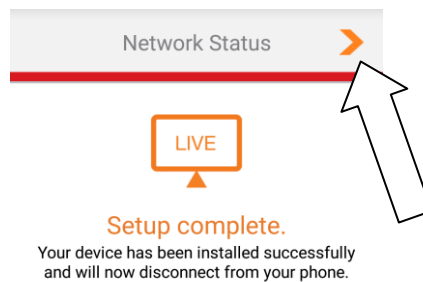 Network Status
LIVE
Setup complete.
Your device has been installed successfully
and will now disconnect from your phone.